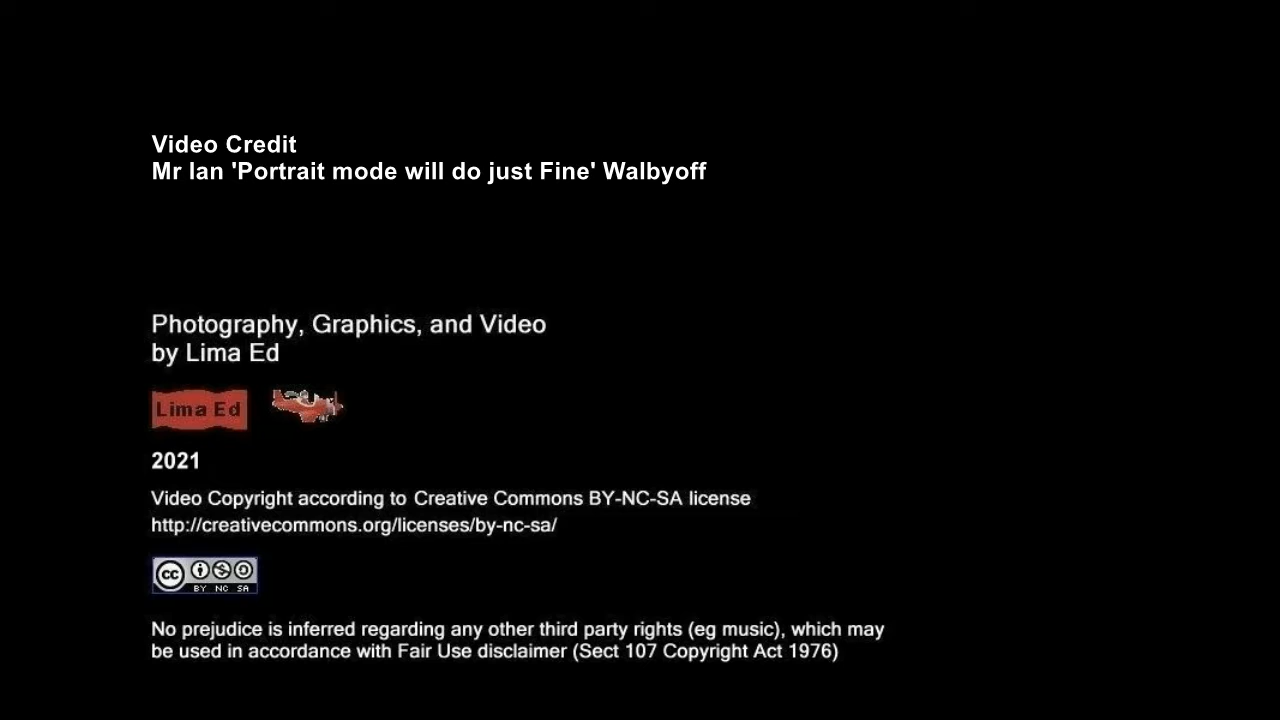 Video Credit
Mr Ian 'Portrait mode will do just Fine' Walbyoff
Photography, Graphics, and Video
by Lima Ed
Lima Ed
2021
Video Copyright according to Creative Commons BY-NC-SA license
http://creativecommons.org/licenses/by-nc-sa/
cc BY NC SA
No prejudice is inferred regarding any other third party rights (eg music), which may
be used in accordance with Fair Use disclaimer (Sect 107 Copyright Act 1976)